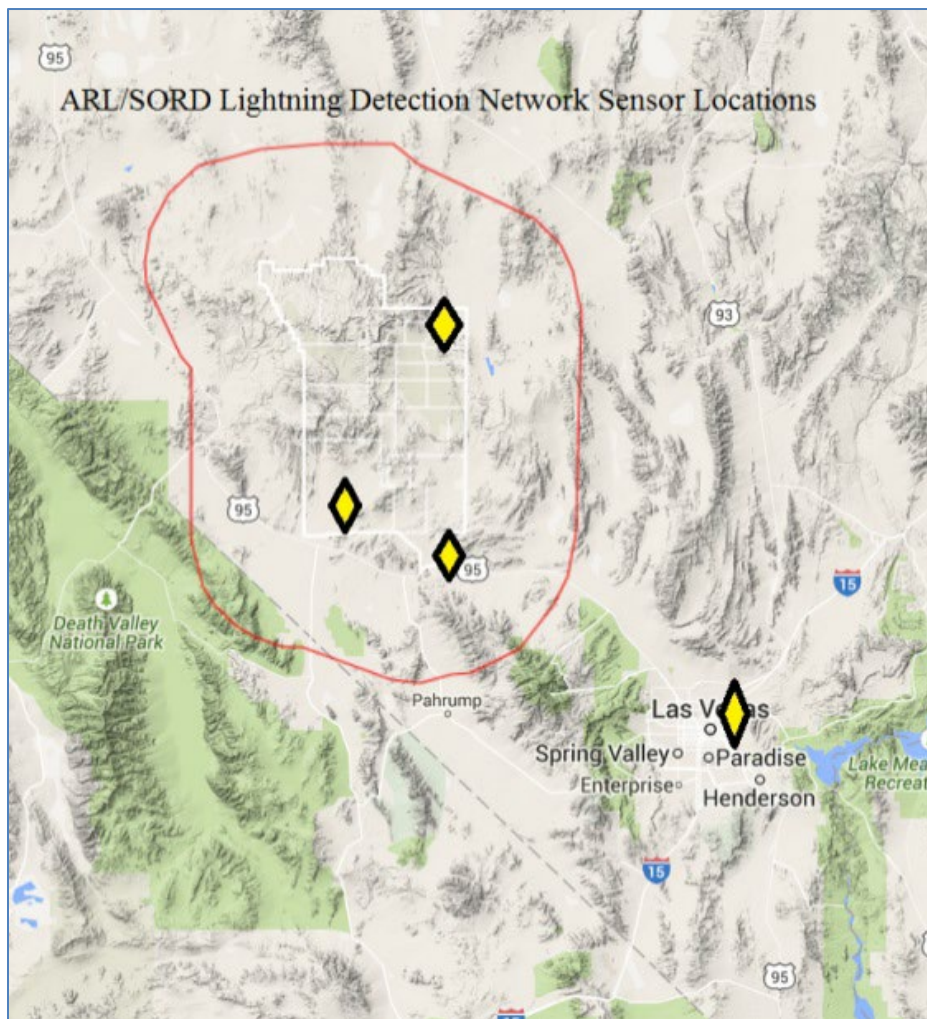 95
ARL/SORD Lightning Detection Network Sensor Locations
93
95
95
15
Death Valley
National Park
Pahrump
Las Vegas
Spring Valley
Paradise
Lake Mea
Enterprise
Recreat
Henderson
15
95